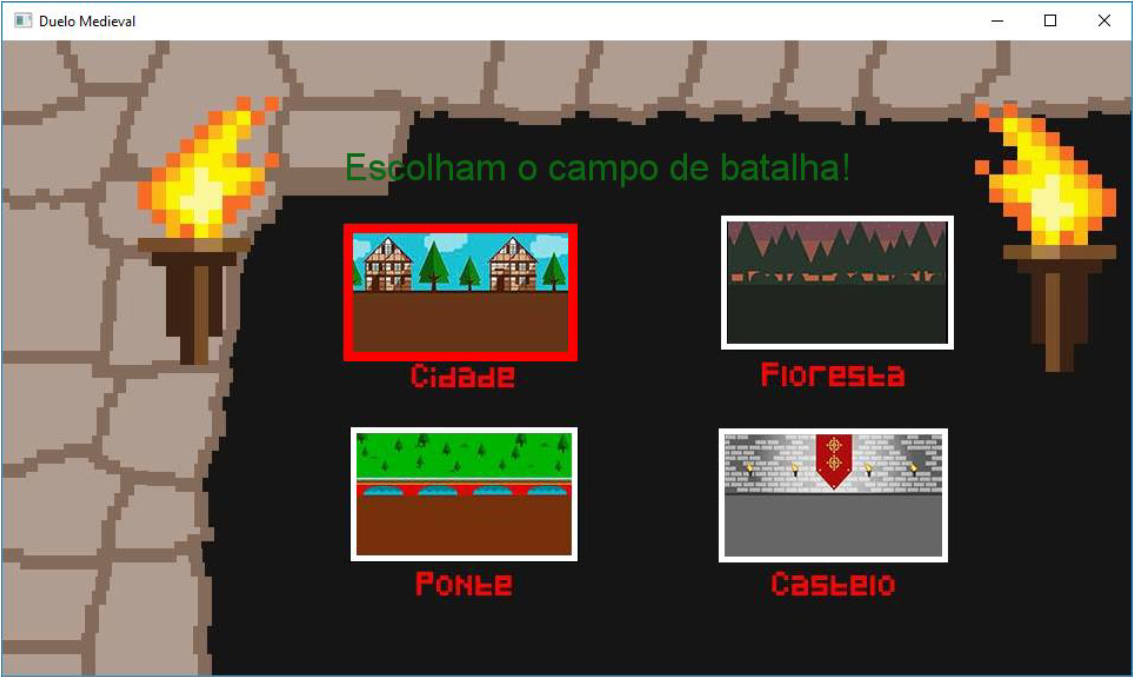 Duelo Medieval
Escolham o campo de batalha!
Cidade
Floresta
Ponte
Castelo